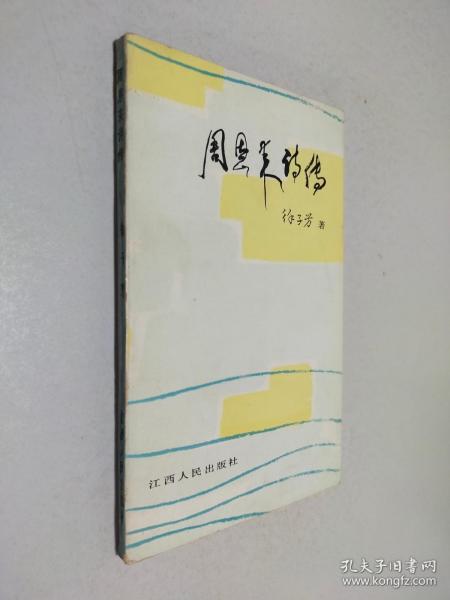 周恩来诗传
徐子芳 著
江西人民出版社
孔夫子旧书网
www.kongfz.com